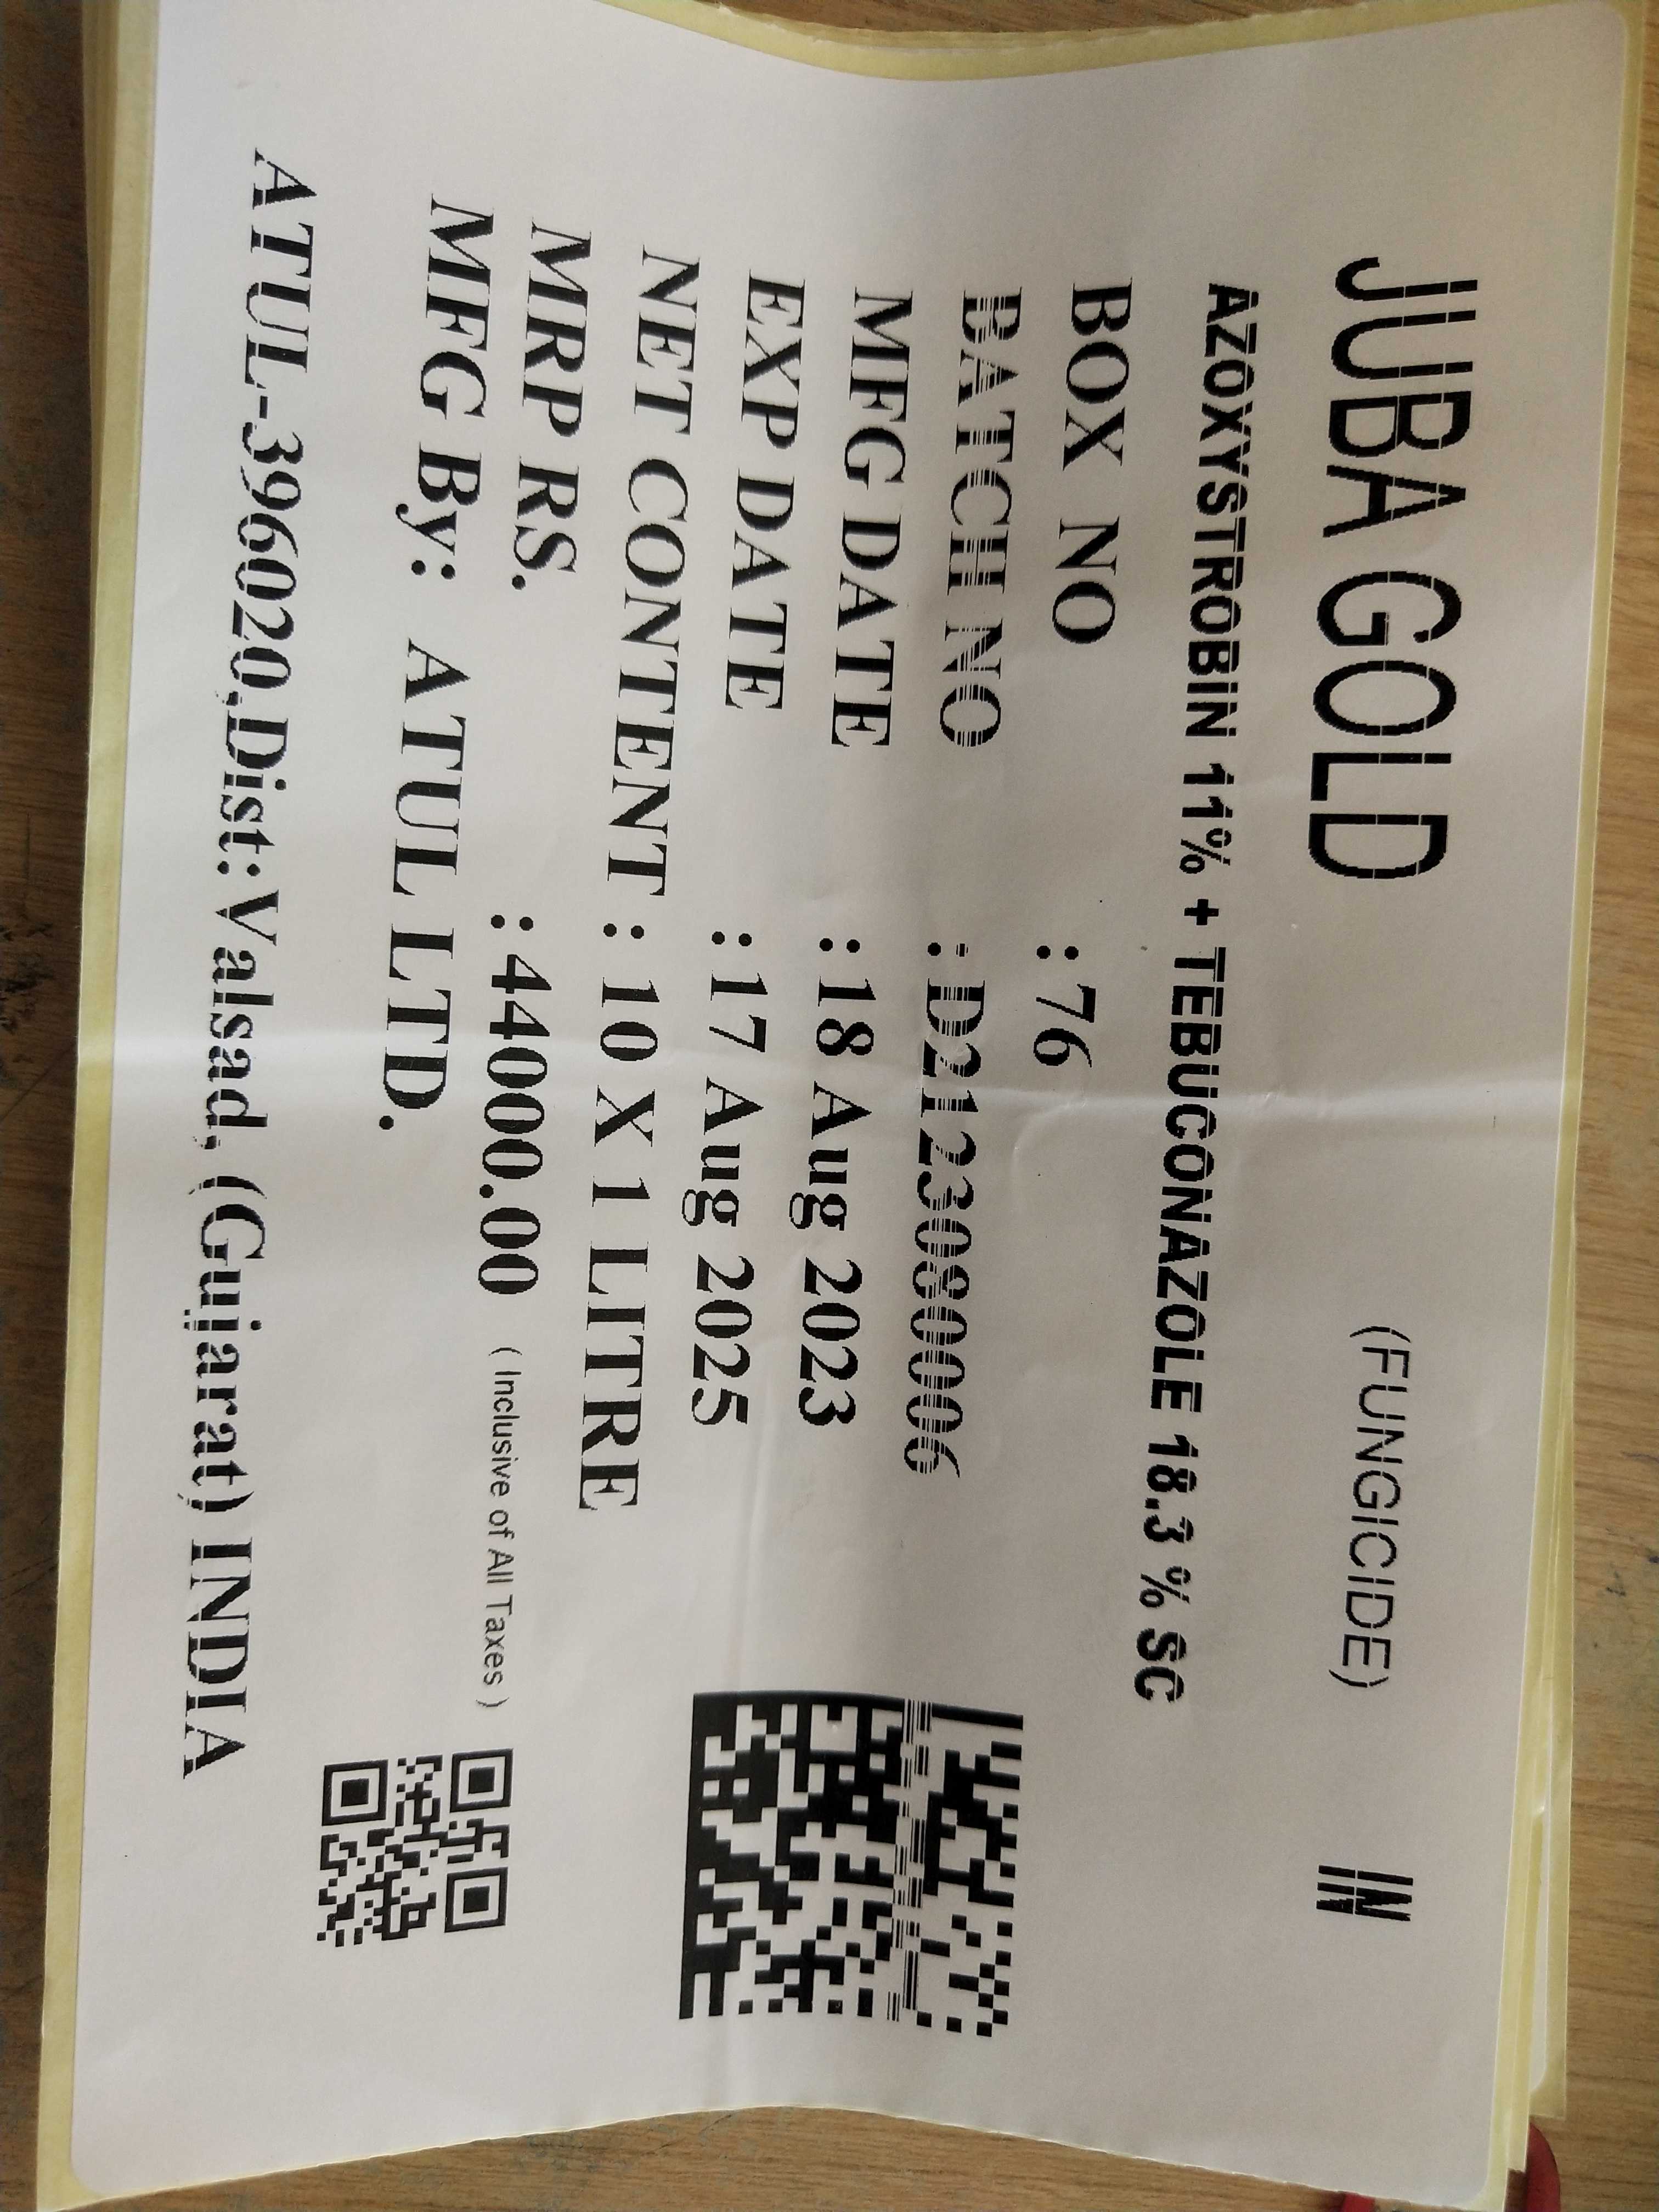 JUBA GOLD (FUNGICIDE) IN
AZOXYSTROBIN 11% + TEBUCONAZOLE 18.3 % SC
BOX NO : 76
BATCH NO : D2123080006
MFG DATE : 18 Aug 2023
EXP DATE : 17 Aug 2025
NET CONTENT : 10 X 1 LITRE
MRP RS. : 44000.00 ( Inclusive of All Taxes )
MFG By: ATUL LTD.
ATUL-396020,Dist:Valsad, (Gujarat) INDIA